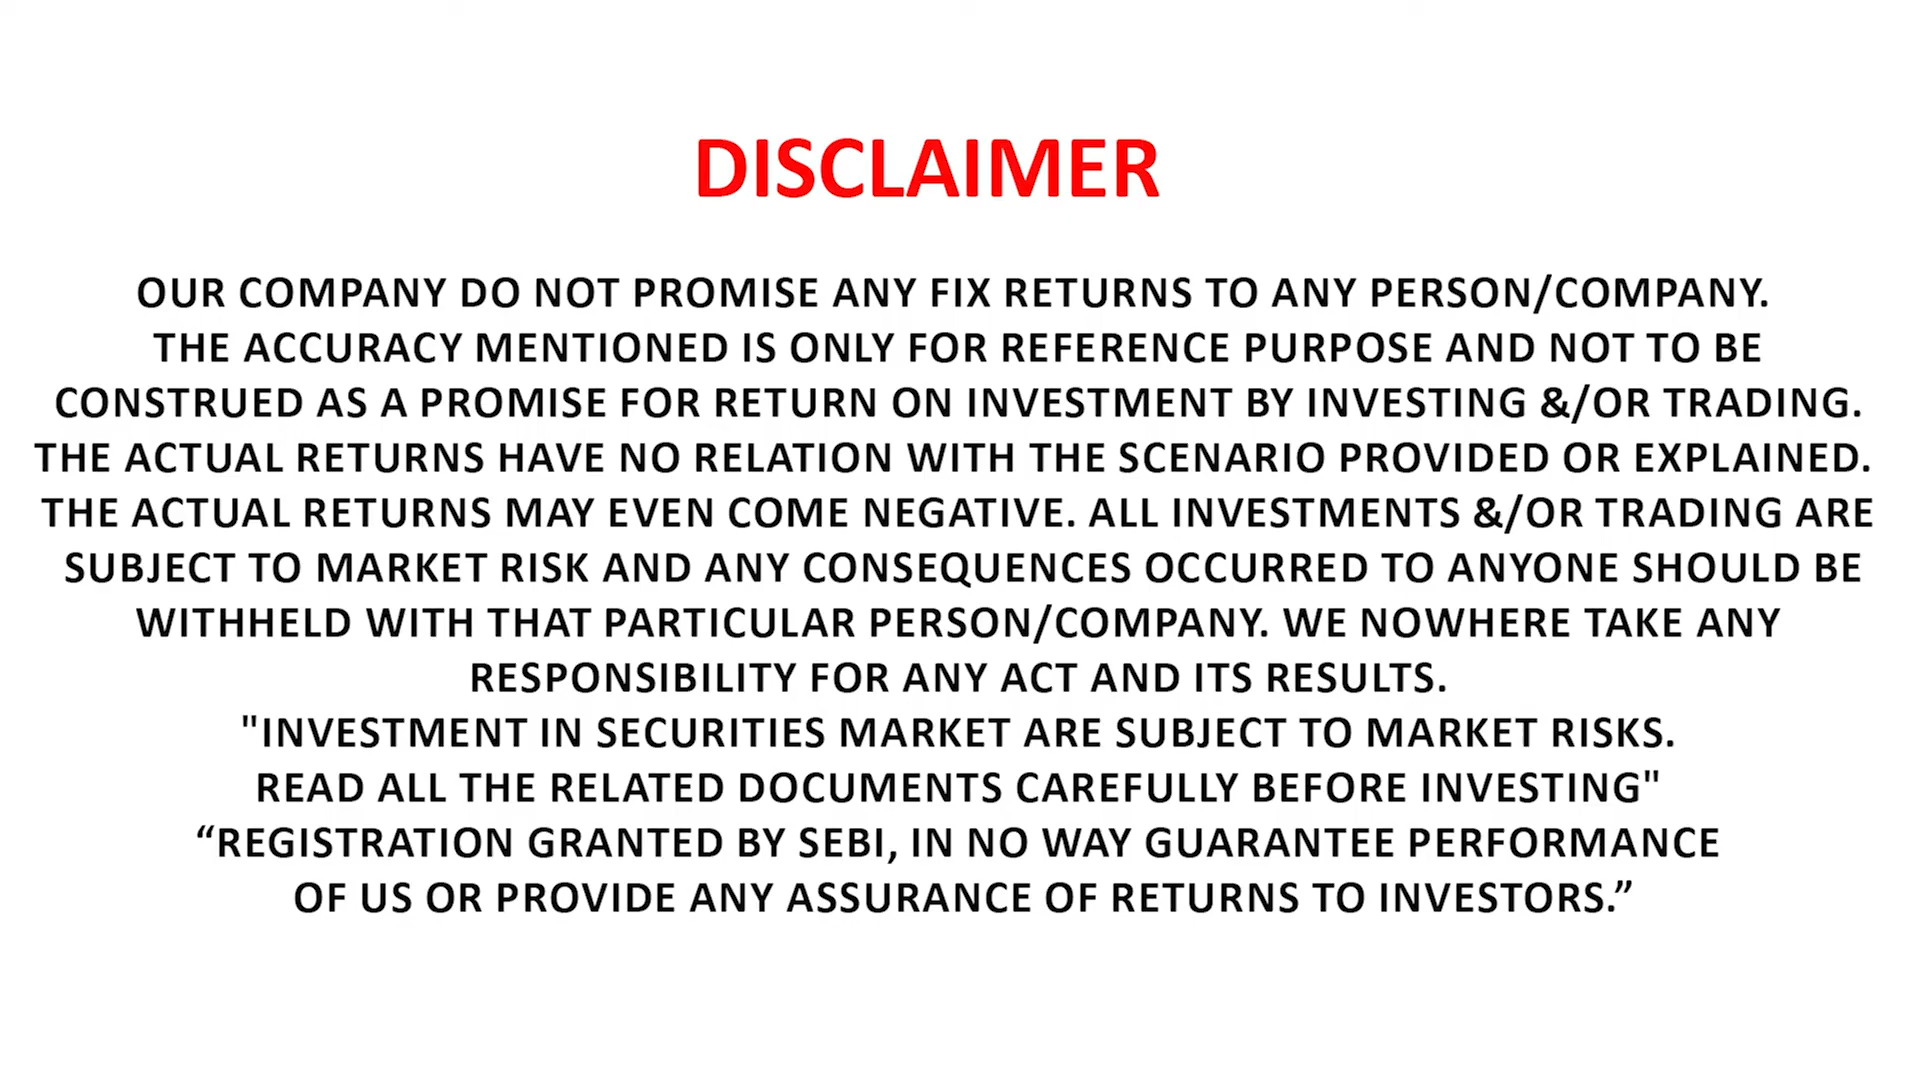 DISCLAIMER
OUR COMPANY DO NOT PROMISE ANY FIX RETURNS TO ANY PERSON/COMPANY.
THE ACCURACY MENTIONED IS ONLY FOR REFERENCE PURPOSE AND NOT TO BE
CONSTRUED AS A PROMISE FOR RETURN ON INVESTMENT BY INVESTING &/OR TRADING.
THE ACTUAL RETURNS HAVE NO RELATION WITH THE SCENARIO PROVIDED OR EXPLAINED.
THE ACTUAL RETURNS MAY EVEN COME NEGATIVE. ALL INVESTMENTS &/OR TRADING ARE
SUBJECT TO MARKET RISK AND ANY CONSEQUENCES OCCURRED TO ANYONE SHOULD BE
WITHHELD WITH THAT PARTICULAR PERSON/COMPANY. WE NOWHERE TAKE ANY
RESPONSIBILITY FOR ANY ACT AND ITS RESULTS.
"INVESTMENT IN SECURITIES MARKET ARE SUBJECT TO MARKET RISKS.
READ ALL THE RELATED DOCUMENTS CAREFULLY BEFORE INVESTING"
“REGISTRATION GRANTED BY SEBI, IN NO WAY GUARANTEE PERFORMANCE
OF US OR PROVIDE ANY ASSURANCE OF RETURNS TO INVESTORS.”